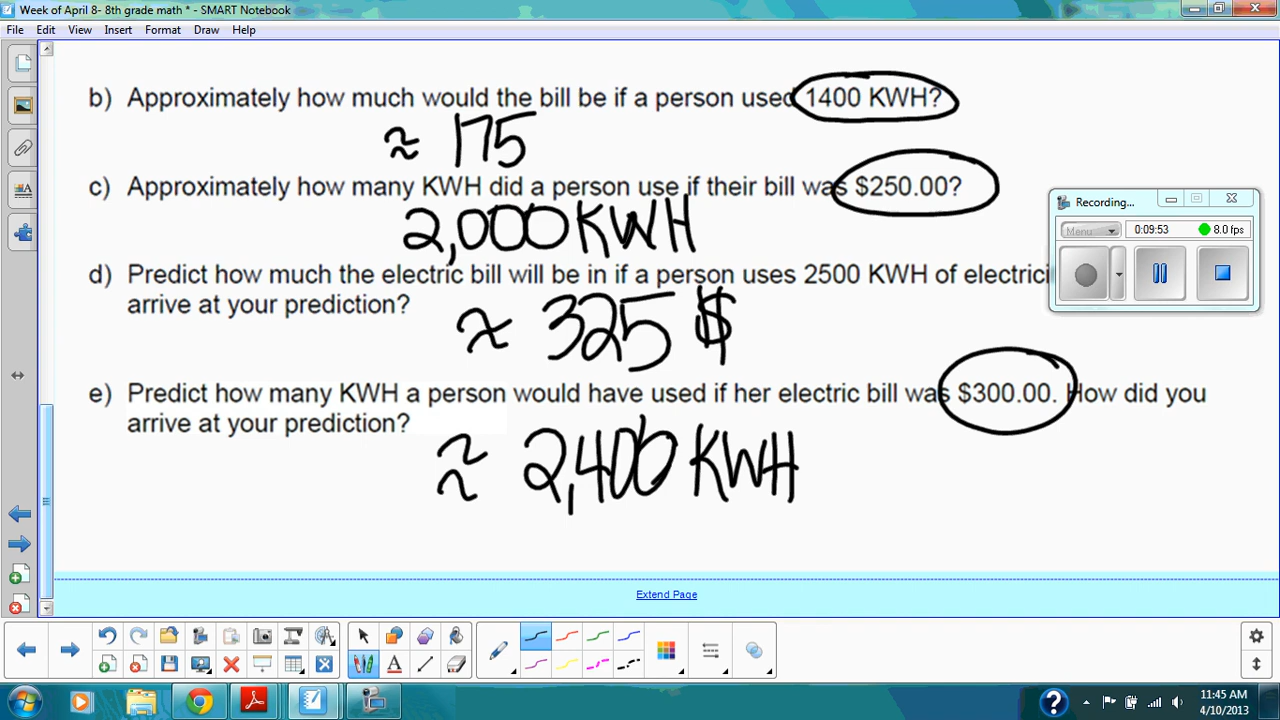 Week of April 8- 8th grade math * - SMART Notebook
File Edit View Insert Format Draw Help
b) Approximately how much would the bill be if a person used 1400 KWH?
≈ 175
c) Approximately how many KWH did a person use if their bill was $250.00?
2,000 KWH
Recording...
Menu 0:09:53 8.0 fps
d) Predict how much the electric bill will be in if a person uses 2500 KWH of electrici
arrive at your prediction?
≈ 325 $
e) Predict how many KWH a person would have used if her electric bill was $300.00. How did you
arrive at your prediction?
≈ 2,400 KWH
Extend Page
11:45 AM
4/10/2013